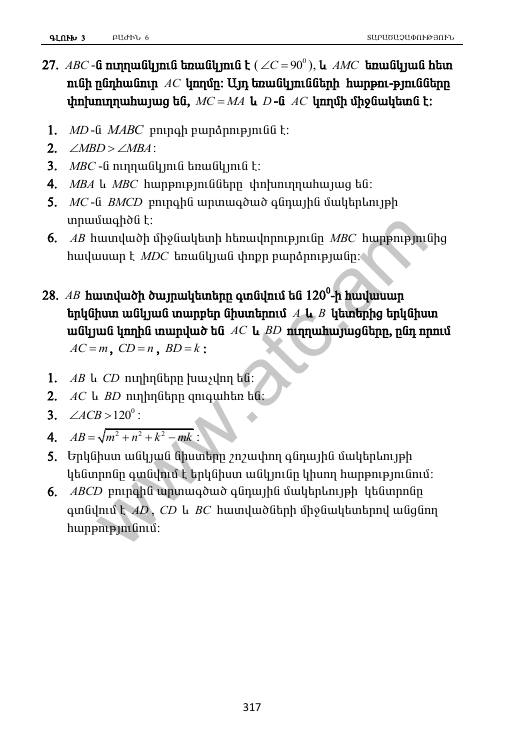 ԳԼՈՒԽ 3 ԲԱԺԻՆ 6 ՏԱՐԱԾԱՉԱՓՈՒԹՅՈՒՆ
27. ABC -ն ուղղանկյուն եռանկյուն է ( ∠C = 90⁰ ), և AMC եռանկյան հետ
ունի ընդհանուր AC կողմը: Այդ եռանկյունների հարթու-թյունները
փոխուղղահայաց են, MC = MA և D -ն AC կողմի միջնակետն է:
1. MD -ն MABC բուրգի բարձրությունն է:
2. ∠MBD > ∠MBA :
3. MBC -ն ուղղանկյուն եռանկյուն է:
4. MBA և MBC հարթությունները փոխուղղահայաց են:
5. MC -ն BMCD բուրգին արտագծած գնդային մակերևույթի
տրամագիծն է:
6. AB հատվածի միջնակետի հեռավորությունը MBC հարթությունից
հավասար է MDC եռանկյան փոքր բարձրությանը:
28. AB հատվածի ծայրակետերը գտնվում են 120⁰-ի հավասար
երկնիստ անկյան տարբեր նիստերում A և B կետերից երկնիստ
անկյան կողին տարված են AC և BD ուղղահայացները, ընդ որում
AC = m , CD = n , BD = k :
1. AB և CD ուղիղները խաչվող են:
2. AC և BD ուղիղները զուգահեռ են:
3. ∠ACB > 120⁰ :
4. AB = √m² + n² + k² − mk :
5. Երկնիստ անկյան նիստերը շոշափող գնդային մակերևույթի
կենտրոնը գտնվում է երկնիստ անկյունը կիսող հարթությունում:
6. ABCD բուրգին արտագծած գնդային մակերևույթի կենտրոնը
գտնվում է AD , CD և BC հատվածների միջնակետերով անցնող
հարթությունում:
www.atc.am
317